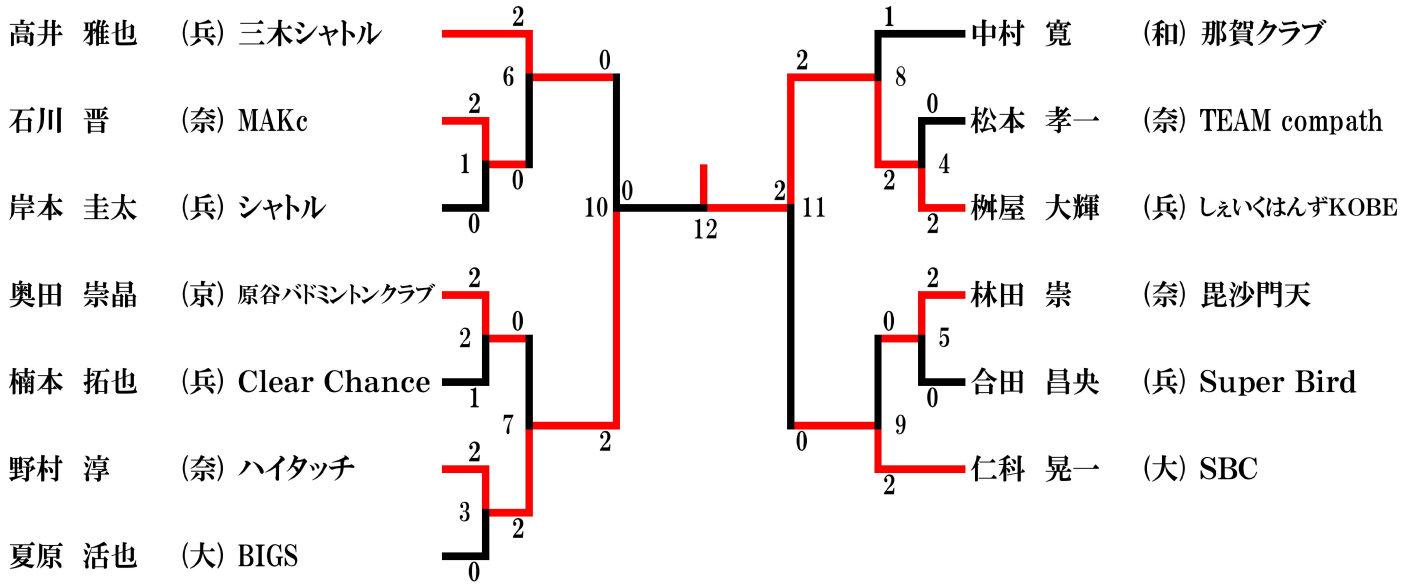 高井 雅也 (兵) 三木シャトル
石川 晋 (奈) MAKc
岸本 圭太 (兵) シャトル
奥田 崇晶 (京) 原谷バドミントンクラブ
楠本 拓也 (兵) Clear Chance
野村 淳 (奈) ハイタッチ
夏原 活也 (大) BIGS
2
6
0
2
1
0
0
10
0
2
2
0
1
7
2
2
3
2
0
12
2
11
2
0
1
8
0
4
2
2
2
0
5
0
9
2
中村 寛 (和) 那賀クラブ
松本 孝一 (奈) TEAM compath
桝屋 大輝 (兵) しぇいくはんずKOBE
林田 崇 (奈) 毘沙門天
合田 昌央 (兵) Super Bird
仁科 晃一 (大) SBC